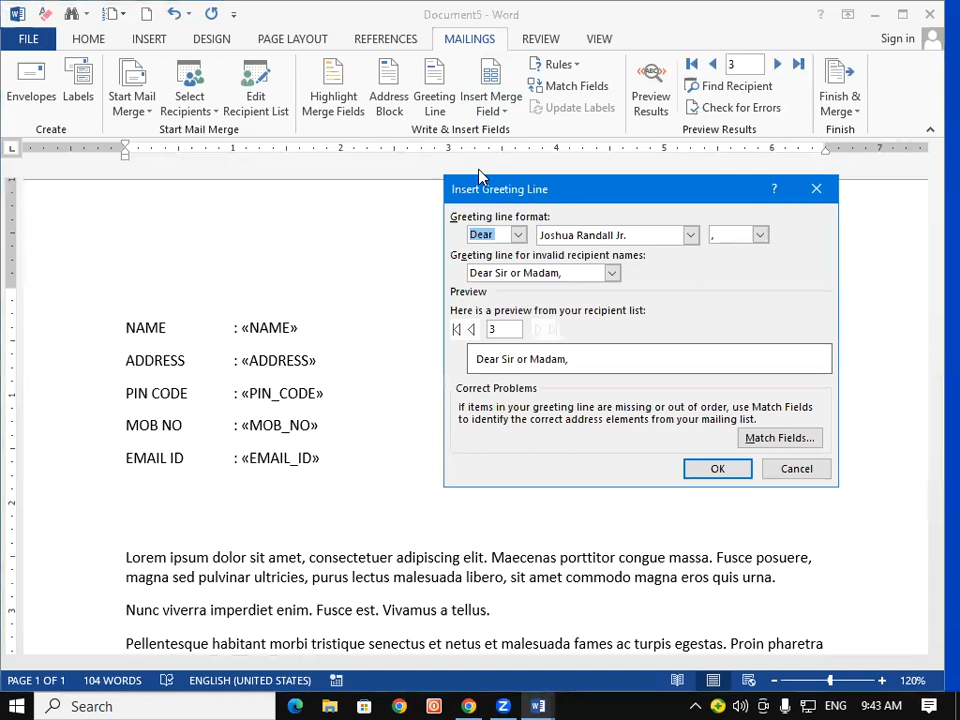 Document5 - Word
FILE HOME INSERT DESIGN PAGE LAYOUT REFERENCES MAILINGS REVIEW VIEW Sign in
Envelopes Labels
Create
Start Mail Merge
Select Recipients
Edit Recipient List
Start Mail Merge
Highlight Merge Fields
Address Block
Greeting Line
Insert Merge Field
Rules
Match Fields
Update Labels
Write & Insert Fields
ABC
Preview Results
3
Find Recipient
Check for Errors
Preview Results
Finish & Merge
Finish
L 1 2 3 4 5 6 7
Insert Greeting Line ?
Greeting line format:
Dear Joshua Randall Jr. ,
Greeting line for invalid recipient names:
Dear Sir or Madam,
Preview
Here is a preview from your recipient list:
3
Dear Sir or Madam,
Correct Problems
If items in your greeting line are missing or out of order, use Match Fields
to identify the correct address elements from your mailing list.
Match Fields...
OK Cancel
NAME : «NAME»
ADDRESS : «ADDRESS»
PIN CODE : «PIN_CODE»
MOB NO : «MOB_NO»
EMAIL ID : «EMAIL_ID»
Lorem ipsum dolor sit amet, consectetuer adipiscing elit. Maecenas porttitor congue massa. Fusce posuere,
magna sed pulvinar ultricies, purus lectus malesuada libero, sit amet commodo magna eros quis urna.
Nunc viverra imperdiet enim. Fusce est. Vivamus a tellus.
Pellentesque habitant morbi tristique senectus et netus et malesuada fames ac turpis egestas. Proin pharetra
PAGE 1 OF 1 104 WORDS ENGLISH (UNITED STATES) 120%
Search ENG 9:43 AM